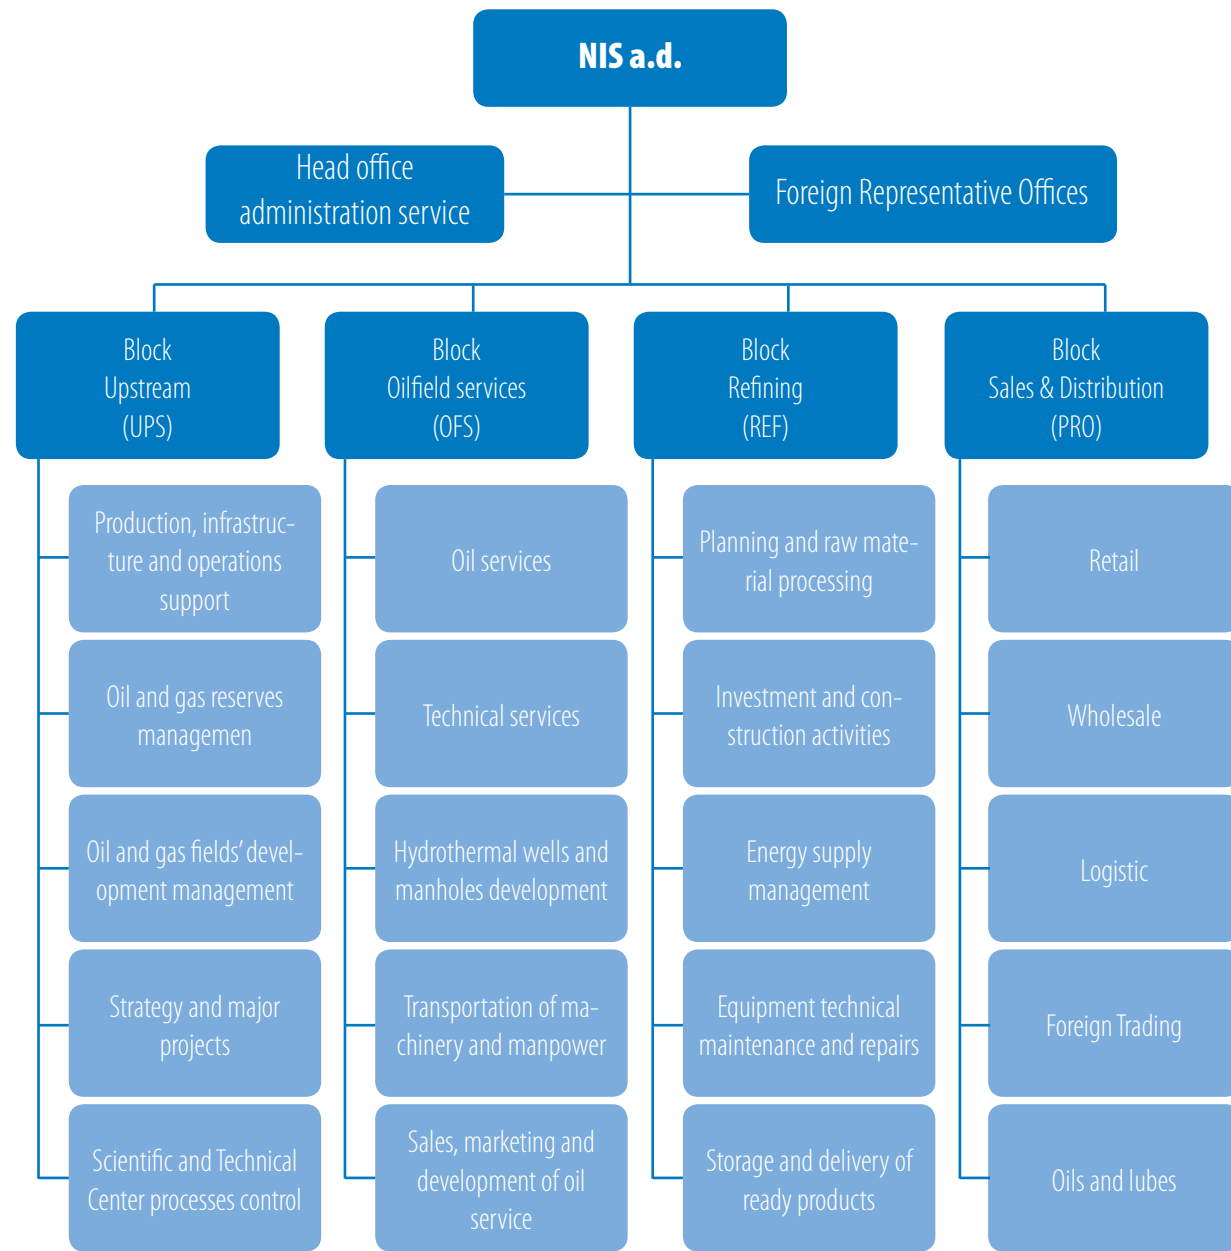 NIS a.d.
Head office
administration service
Foreign Representative Offices
Block
Upstream
(UPS)
Block
Oilfield services
(OFS)
Block
Refining
(REF)
Block
Sales & Distribution
(PRO)
Production, infrastruc-
ture and operations
support
Oil and gas reserves
managemen
Oil and gas fields’ devel-
opment management
Strategy and major
projects
Scientific and Technical
Center processes control
Oil services
Technical services
Hydrothermal wells and
manholes development
Transportation of ma-
chinery and manpower
Sales, marketing and
development of oil
service
Planning and raw mate-
rial processing
Investment and con-
struction activities
Energy supply
management
Equipment technical
maintenance and repairs
Storage and delivery of
ready products
Retail
Wholesale
Logistic
Foreign Trading
Oils and lubes